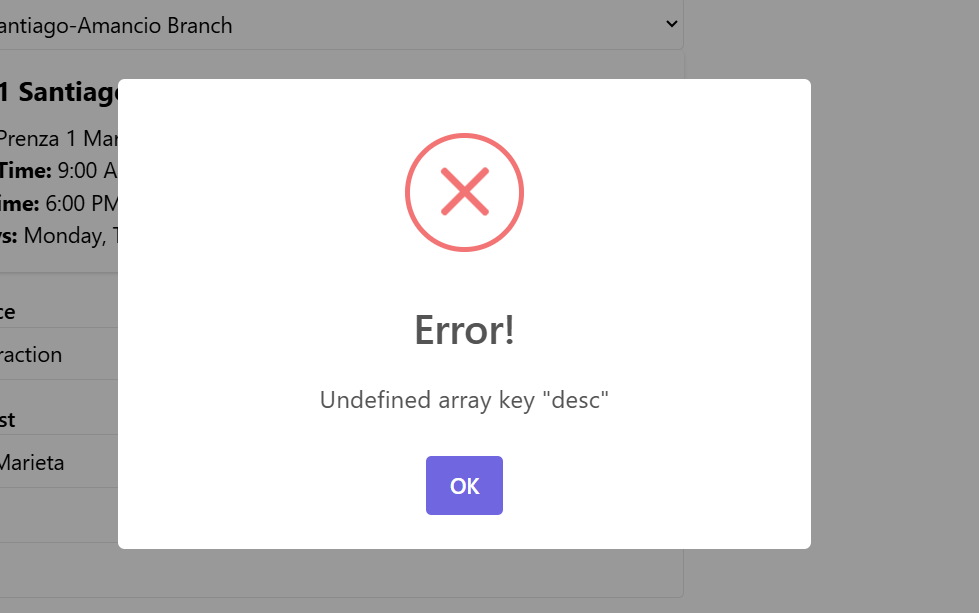 antiago-Amancio Branch
1 Santiago
Prenza 1 Mar
Time: 9:00 A
ime: 6:00 PM
s: Monday, T
ce
raction
st
Marieta
Error!
Undefined array key "desc"
OK